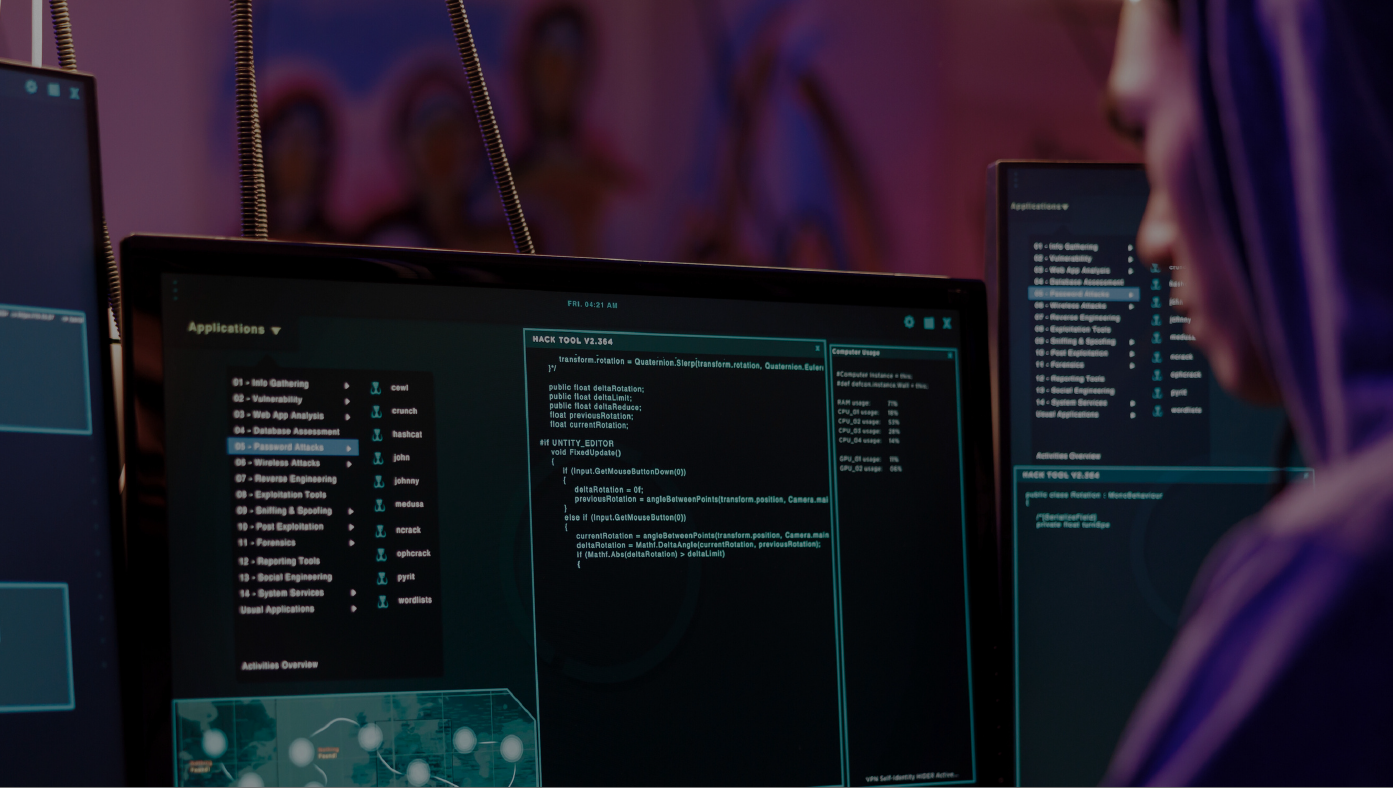 FRI. 04:21 AM
Applications
01 - Info Gathering
02 - Vulnerability
03 - Web App Analysis
04 - Database Assessment
05 - Password Attacks
06 - Wireless Attacks
07 - Reverse Engineering
08 - Exploitation Tools
09 - Sniffing & Spoofing
10 - Post Exploitation
11 - Forensics
12 - Reporting Tools
13 - Social Engineering
14 - System Services
Usual Applications
Activities Overview
cewl
crunch
hashcat
john
johnny
medusa
ncrack
ophcrack
pyrit
wordlists
Found!
Found!
HACK TOOL V2.364
transform.rotation = Quaternion.Slerp(transform.rotation, Quaternion.Euler(
}*/
public float deltaRotation;
public float deltaLimit;
public float deltaReduce;
float previousRotation;
float currentRotation;
#if UNTITY_EDITOR
void FixedUpdate()
{
if (Input.GetMouseButtonDown(0))
{
deltaRotation = 0f;
previousRotation = angleBetweenPoints(transform.position, Camera.mai
}
else if (Input.GetMouseButton(0))
{
currentRotation = angleBetweenPoints(transform.position, Camera.main
deltaRotation = Mathf.DeltaAngle(currentRotation, previousRotation);
if (Mathf.Abs(deltaRotation) > deltaLimit)
{
Computer Usage
#Computer Instance = this;
#def defcon.instance.Wall = this;
RAM usage: 71%
CPU_01 usage: 18%
CPU_02 usage: 53%
CPU_03 usage: 28%
CPU_04 usage: 14%
GPU_01 usage: 11%
GPU_02 usage: 06%
VPN Self-Identity HIDER Active...
Applications
01 - Info Gathering
02 - Vulnerability
03 - Web App Analysis
04 - Database Assessment
05 - Password Attacks
06 - Wireless Attacks
07 - Reverse Engineering
08 - Exploitation Tools
09 - Sniffing & Spoofing
10 - Post Exploitation
11 - Forensics
12 - Reporting Tools
13 - Social Engineering
14 - System Services
Usual Applications
Activities Overview
johnny
medusa
ncrack
ophcrack
pyrit
wordlists
HACK TOOL V2.364
public class Rotation : MonoBehaviour
{
/*[SerializeField]
private float turnSpe